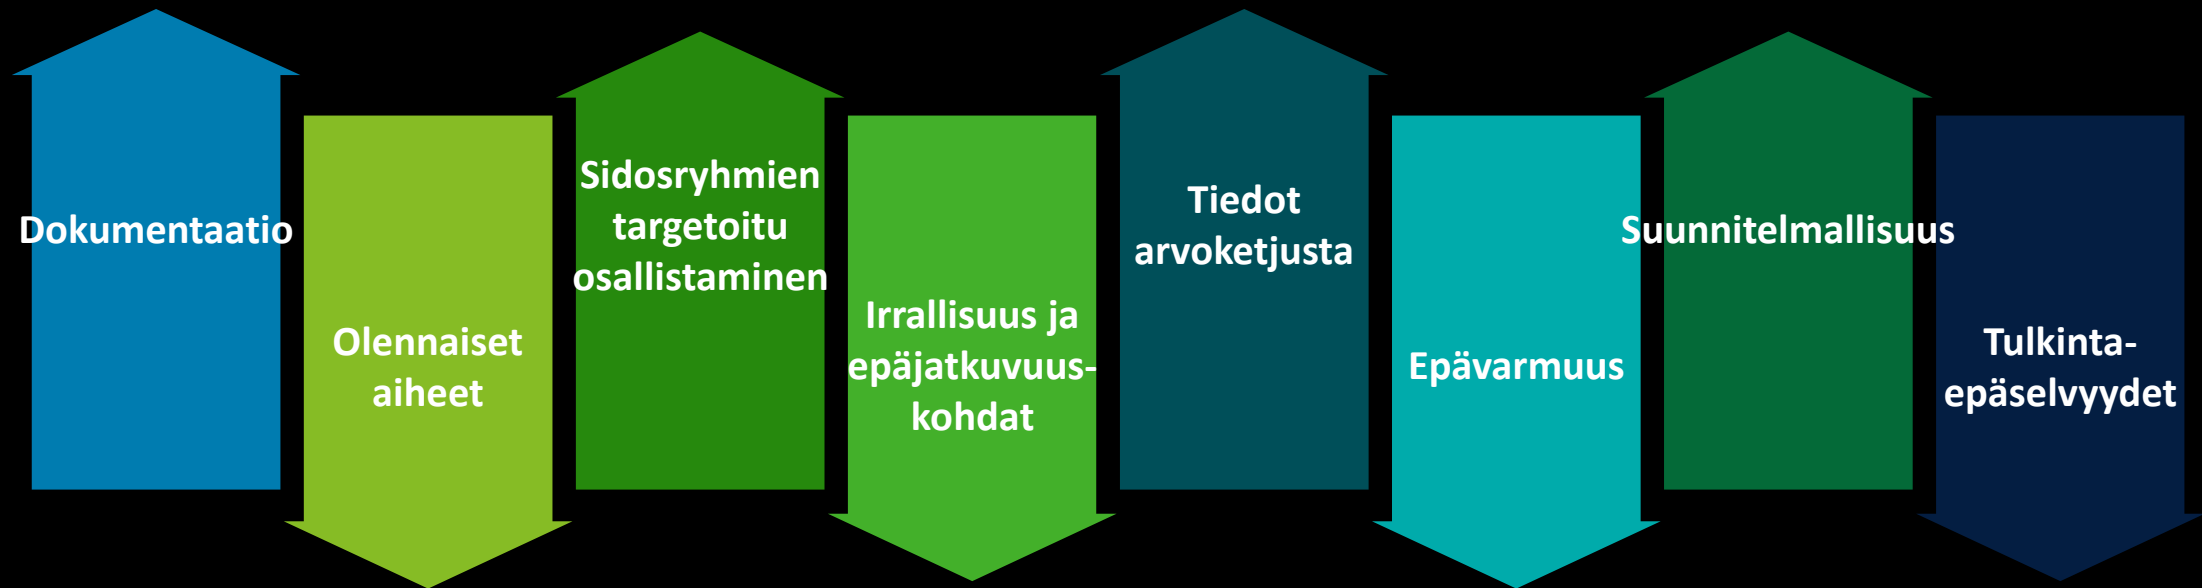 Dokumentaatio
Olennaiset
aiheet
Sidosryhmien
targetoitu
osallistaminen
Irrallisuus ja
epäjatkuvuus-
kohdat
Tiedot
arvoketjusta
Epävarmuus
Suunnitelmallisuus
Tulkinta-
epäselvyydet